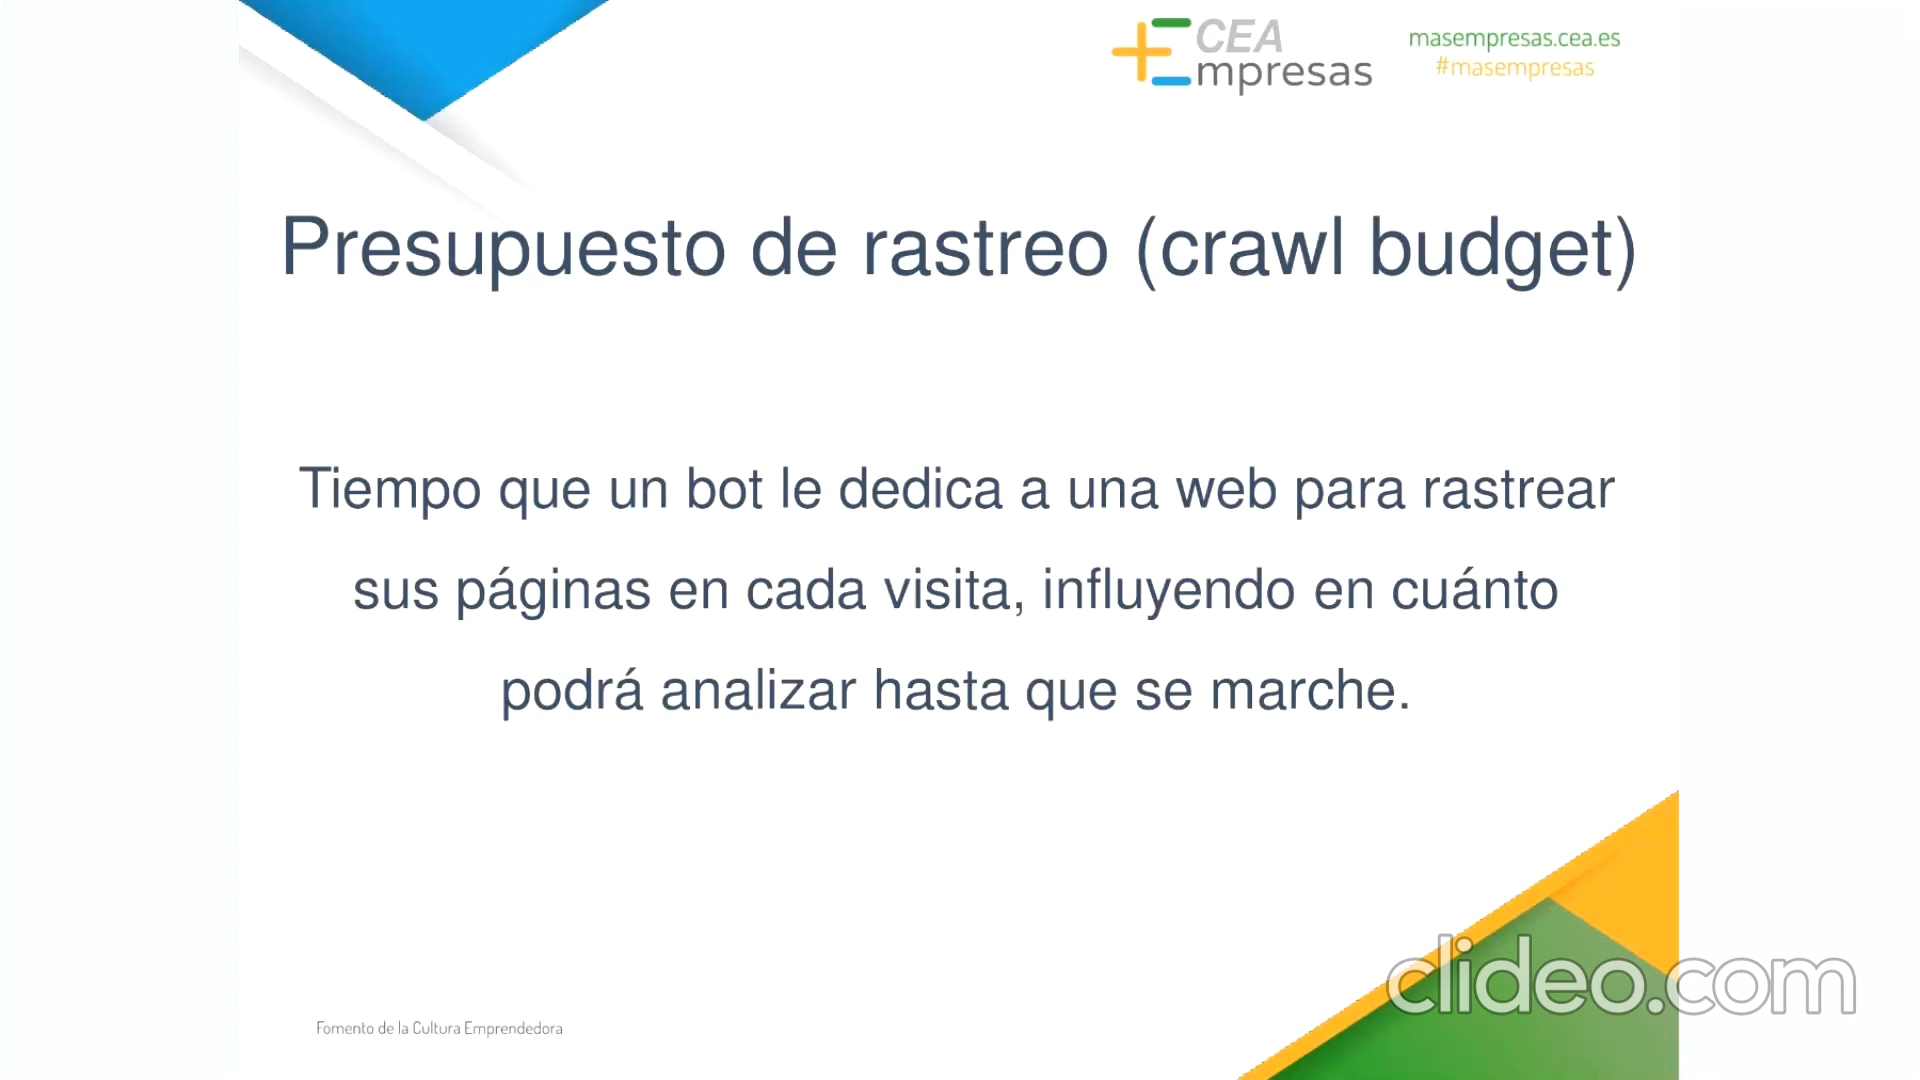 CEA
Empresas
masempresas.cea.es
#masempresas
Presupuesto de rastreo (crawl budget)
Tiempo que un bot le dedica a una web para rastrear
sus páginas en cada visita, influyendo en cuánto
podrá analizar hasta que se marche.
clideo.com
Fomento de la Cultura Emprendedora